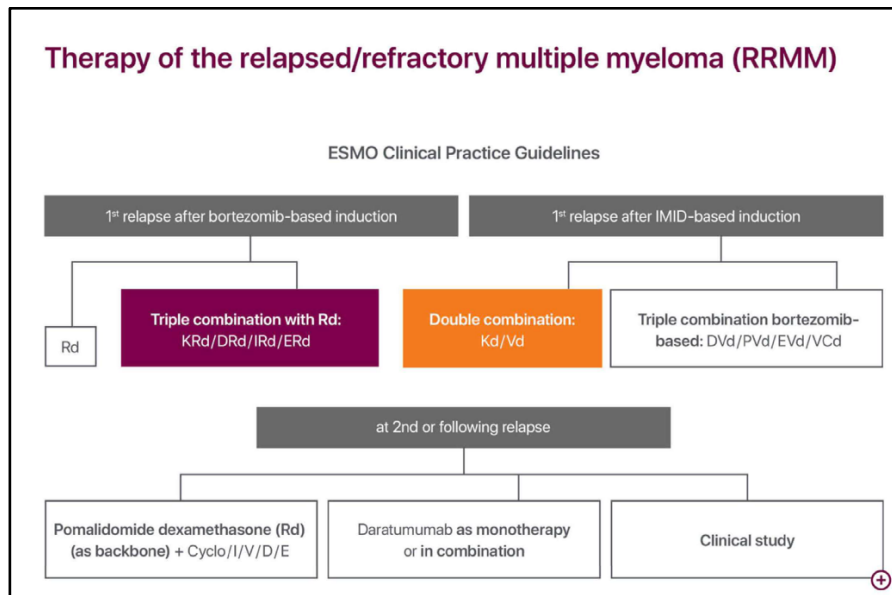 Therapy of the relapsed/refractory multiple myeloma (RRMM)
ESMO Clinical Practice Guidelines
1st relapse after bortezomib-based induction
1st relapse after IMID-based induction
Rd
Triple combination with Rd:
KRd/DRd/IRd/ERd
Double combination:
Kd/Vd
Triple combination bortezomib-
based: DVd/PVd/EVd/VCd
at 2nd or following relapse
Pomalidomide dexamethasone (Rd)
(as backbone) + Cyclo/I/V/D/E
Daratumumab as monotherapy
or in combination
Clinical study